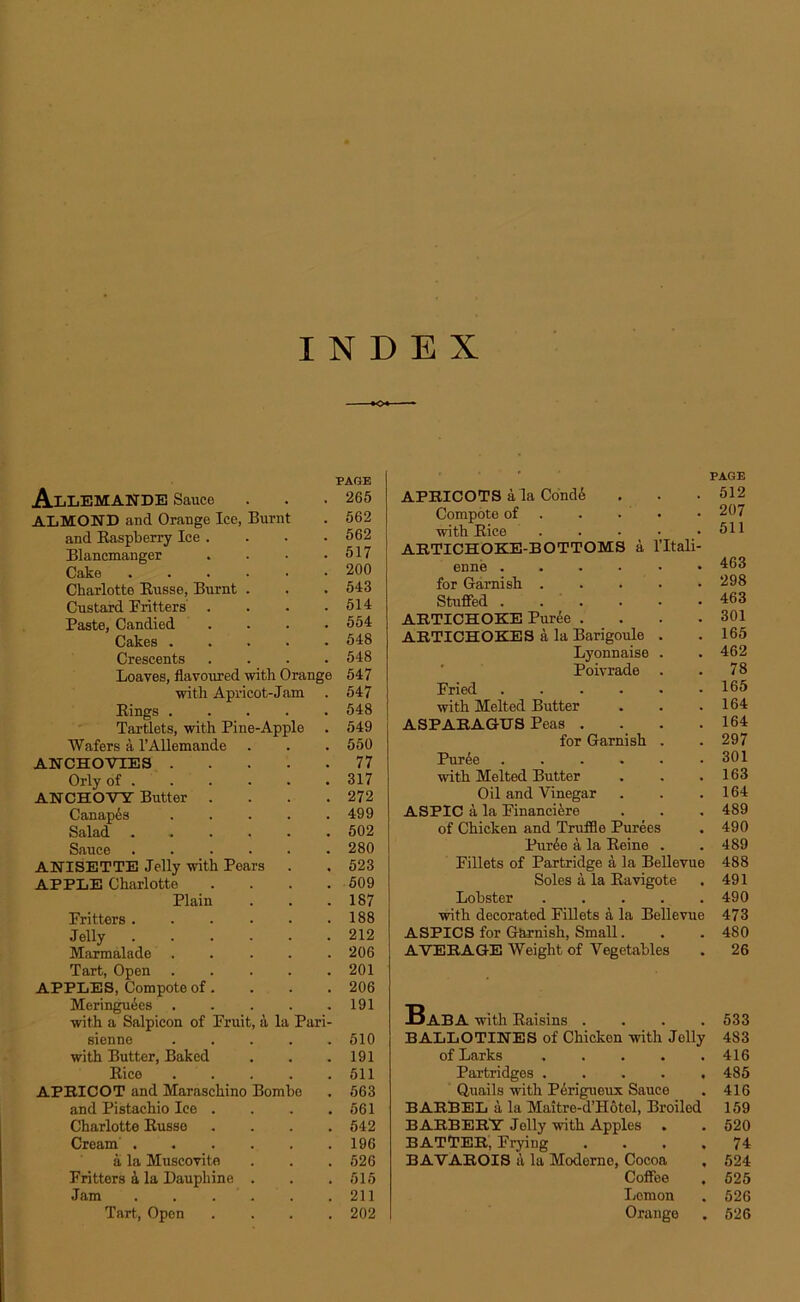 INDEX
PAGE
ALLEMANDE Sauce . . . 265
ALMOND and Orange Ice, Burnt . 562
and Raspberry Ice . . . . 562
Blancmanger . . . . 517
Cake . . . . . . 200
Charlotte Russe, Burnt . . . 543
Custard Fritters . . . . 514
Paste, Candied . . . . 554
Cakes . . . . . 548
Crescents . . . . 548
Loaves, flavoured with Orange 547
with Apricot-Jam . 547
Rings . . . . . 548
Tartlets, with Pine-Apple . 549
Wafers à l'Allemande . . . 550
ANCHOVIES . . . . . 77
Orly of . . . . . . 317
ANCHOVY Butter . . . . 272
Canapés . . . . . 499
Salad . . . . . . 502
Sauce . . . . . . 280
ANISETTE Jelly with Pears . . 523
APPLE Charlotte . . . . 509
Plain . . . 187
Fritters . . . . . . 188
Jelly . . . . . . 212
Marmalade . . . . . 206
Tart, Open . . . . . 201
APPLES, Compote of . . . . 206
Meringuées . . . . . 191
with a Salpicon of Fruit, à la Pari-
sienne . . . . . 510
with Butter, Baked . . . 191
Rice . . . . . 511
APRICOT and Maraschino Bombe . 563
and Pistachio Ice . . . . 561
Charlotte Russe . . . . 542
Cream . . . . . . 196
à la Muscovite . . . 526
Fritters à la Dauphine . . . 515
Jam . . . . . . 211
Tart, Open . . . . 202
PAGE
APRICOTS à la Condé . . . 512
Compote of . . . . . 207
with Rice . . . . . 511
ARTICHOKE-BOTTOMS à l'Itali-
enne . . . . . . 463
for Garnish . . . . . 298
Stuffed . . . . . . 463
ARTICHOKE Purée . . . . 301
ARTICHOKES à la Barigoule . . 165
Lyonnaise . . 462
Poivrade . . 78
Fried . . . . . . 165
with Melted Butter . . . 164
ASPARAGUS Peas . . . . 164
for Garnish . . 297
Purée . . . . . . 301
with Melted Butter . . . 163
Oil and Vinegar . . . 164
ASPIC à la Financière . . . 489
of Chicken and Truffle Purées . 490
Purée à la Reine . . 489
Fillets of Partridge à la Bellevue 488
Soles à la Ravigote . 491
Lobster . . . . . 490
with decorated Fillets à la Bellevue 473
ASPICS for Garnish, Small . . . 480
AVERAGE Weight of Vegetables . 26
BABA with Raisins . . . . 533
BALLOTINES of Chicken with Jelly 483
of Larks . . . . . 416
Partridges . . . . . 485
Quails with Périgueux Sauce . 416
BARBEL à la Maître-d'Hôtel, Broiled 159
BARBERY Jelly with Apples . . 520
BATTER, Frying . . . . 74
BAVAROIS à la Moderne, Cocoa . 524
Coffee . 525
Lemon . 526
Orange . 526